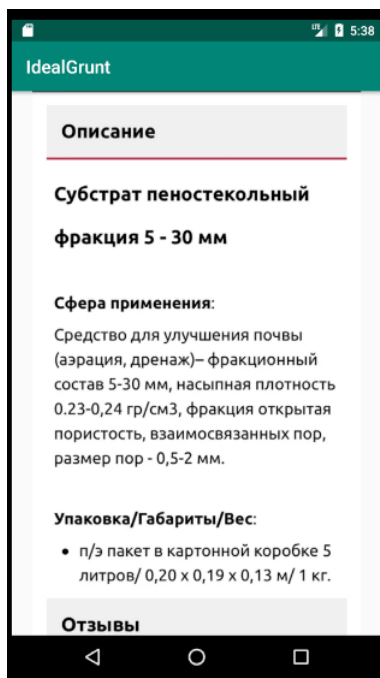 LTE 5:38
IdealGrunt
Описание
Субстрат пеностекольный
фракция 5 - 30 мм
Сфера применения:
Средство для улучшения почвы
(аэрация, дренаж)– фракционный
состав 5-30 мм, насыпная плотность
0.23-0,24 гр/см3, фракция открытая
пористость, взаимосвязанных пор,
размер пор - 0,5-2 мм.
Упаковка/Габариты/Вес:
• п/э пакет в картонной коробке 5
литров/ 0,20 x 0,19 x 0,13 м/ 1 кг.
Отзывы